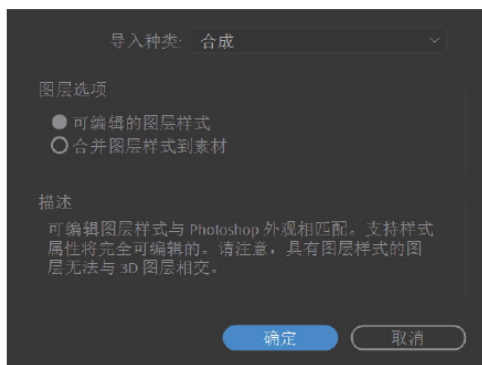 导入种类: 合成
图层选项
可编辑的图层样式
合并图层样式到素材
描述
可编辑图层样式与 Photoshop 外观相匹配。支持样式
属性将完全可编辑的。请注意，具有图层样式的图
层无法与 3D 图层相交。
确定 取消